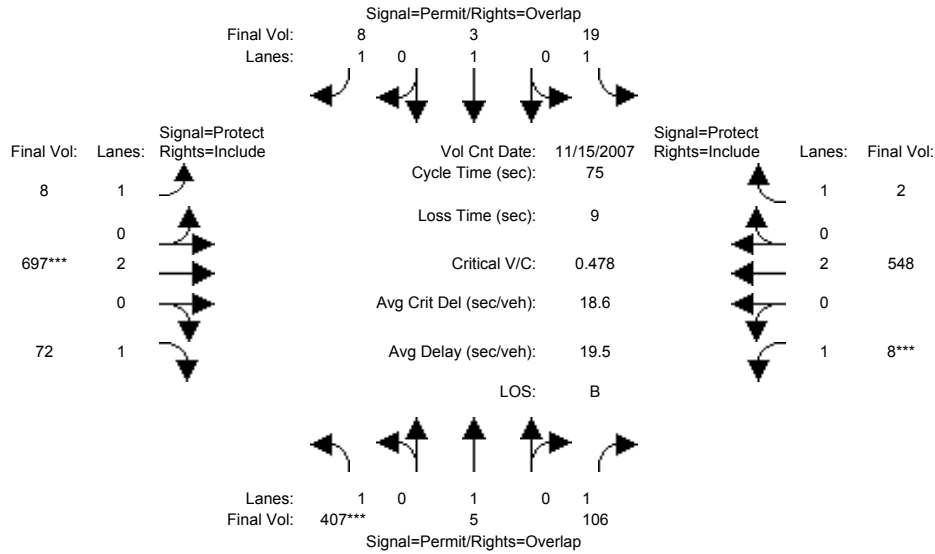 Signal=Permit/Rights=Overlap
Final Vol: 8 3 19
Lanes: 1 0 1 0 1
Signal=Protect Signal=Protect
Final Vol: Lanes: Rights=Include Vol Cnt Date: 11/15/2007 Rights=Include Lanes: Final Vol:
Cycle Time (sec): 75
8 1 1 2
Loss Time (sec): 9
0 0
697*** 2 Critical V/C: 0.478 2 548
0 Avg Crit Del (sec/veh): 18.6 0
72 1 Avg Delay (sec/veh): 19.5 1 8***
LOS: B
Lanes: 1 0 1 0 1
Final Vol: 407*** 5 106
Signal=Permit/Rights=Overlap